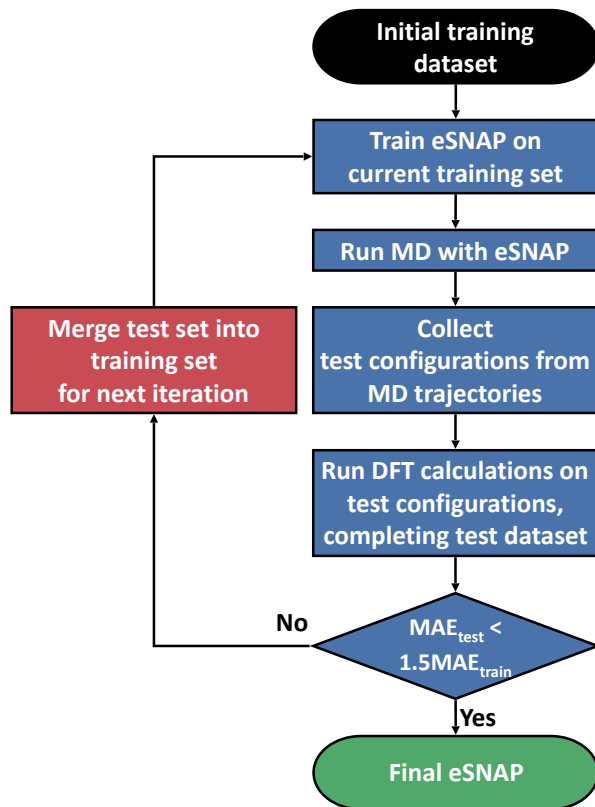 Initial training
dataset
Train eSNAP on
current training set
Run MD with eSNAP
Merge test set into
training set
for next iteration
Collect
test configurations from
MD trajectories
Run DFT calculations on
test configurations,
completing test dataset
No
MAE_test <
1.5MAE_train
Yes
Final eSNAP